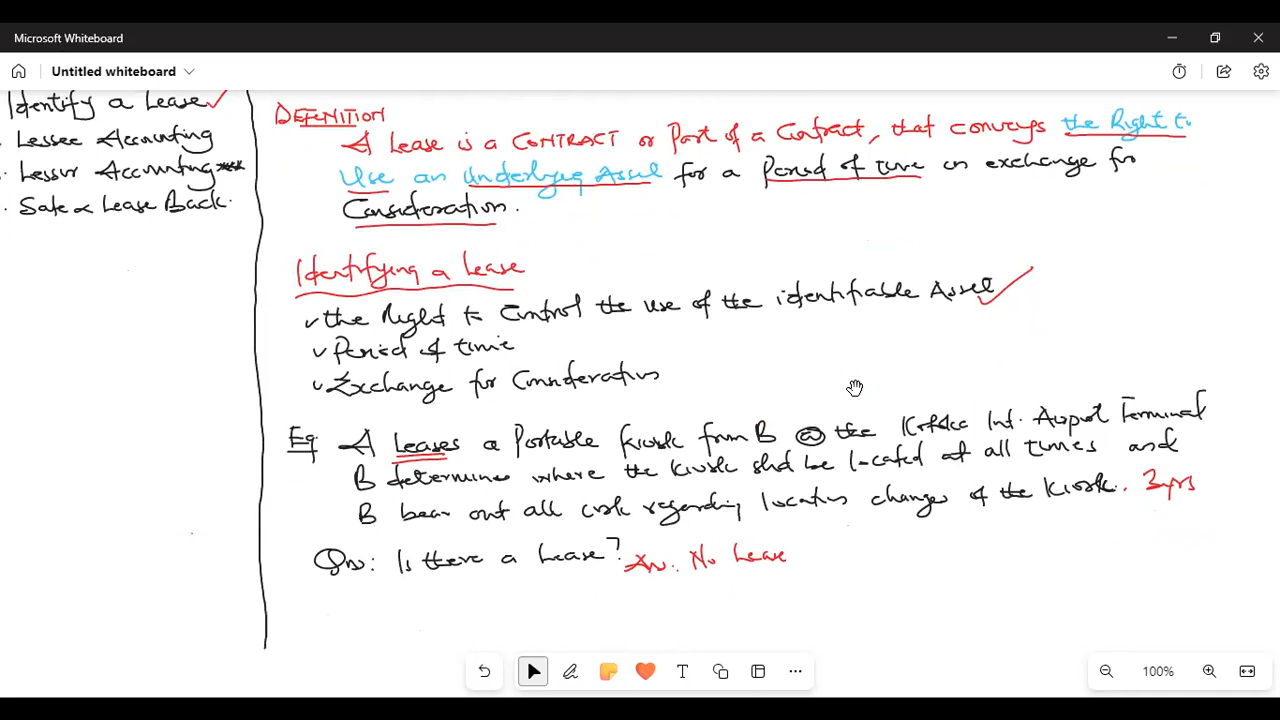 Microsoft Whiteboard
Untitled whiteboard
Identify a Lease
Lessee Accounting
Lessor Accounting
Sale & Lease Back.
DEFINITION
A Lease is a CONTRACT or Part of a Contract, that conveys the Right to
Use an Underlying Asset for a Period of time in exchange for
Consideration.
Identifying a Lease
the Right to Control the use of the identifiable Asset
Period of time
Exchange for Consideration
Eg: A Leases a Portable Kiosk from B @ the Kotoka Int. Airport Terminal
B determines where the Kiosk shd be located at all times and
B bear out all cost regarding location changes of the Kiosk. 3yrs
Qn: Is there a Lease? An: No Lease
100%